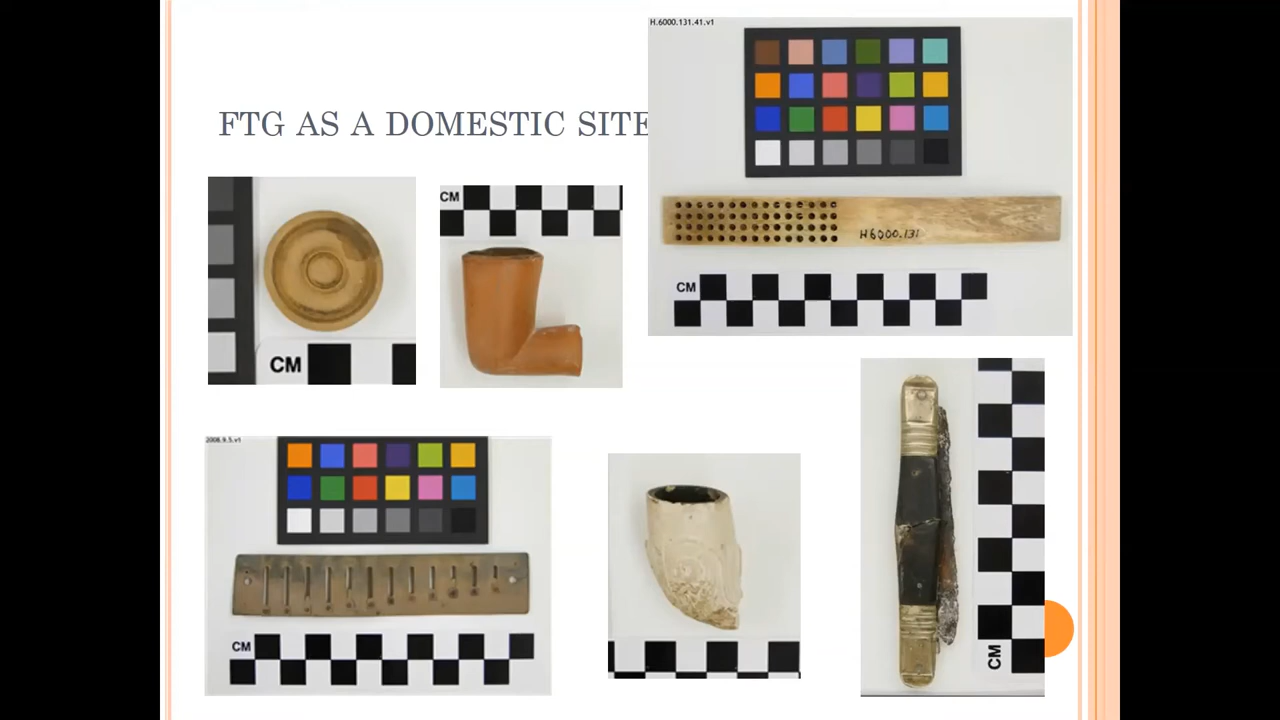 H.6000.131.41.v1
FTG AS A DOMESTIC SITE
CM
H6000.131
CM
CM
2008.9.5.v1
CM
CM